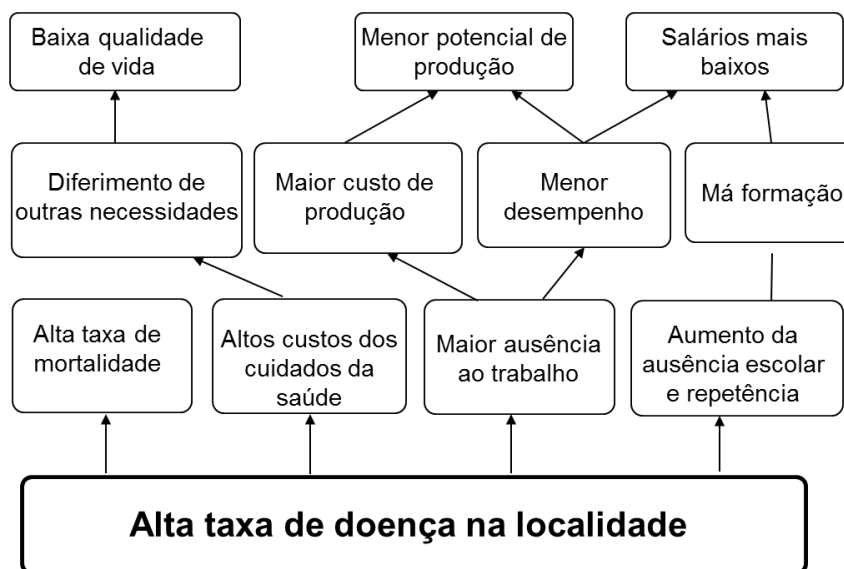 Baixa qualidade
de vida
Menor potencial de
produção
Salários mais
baixos
Diferimento de
outras necessidades
Maior custo de
produção
Menor
desempenho
Má formação
Alta taxa de
mortalidade
Altos custos dos
cuidados da
saúde
Maior ausência
ao trabalho
Aumento da
ausência escolar
e repetência
Alta taxa de doença na localidade